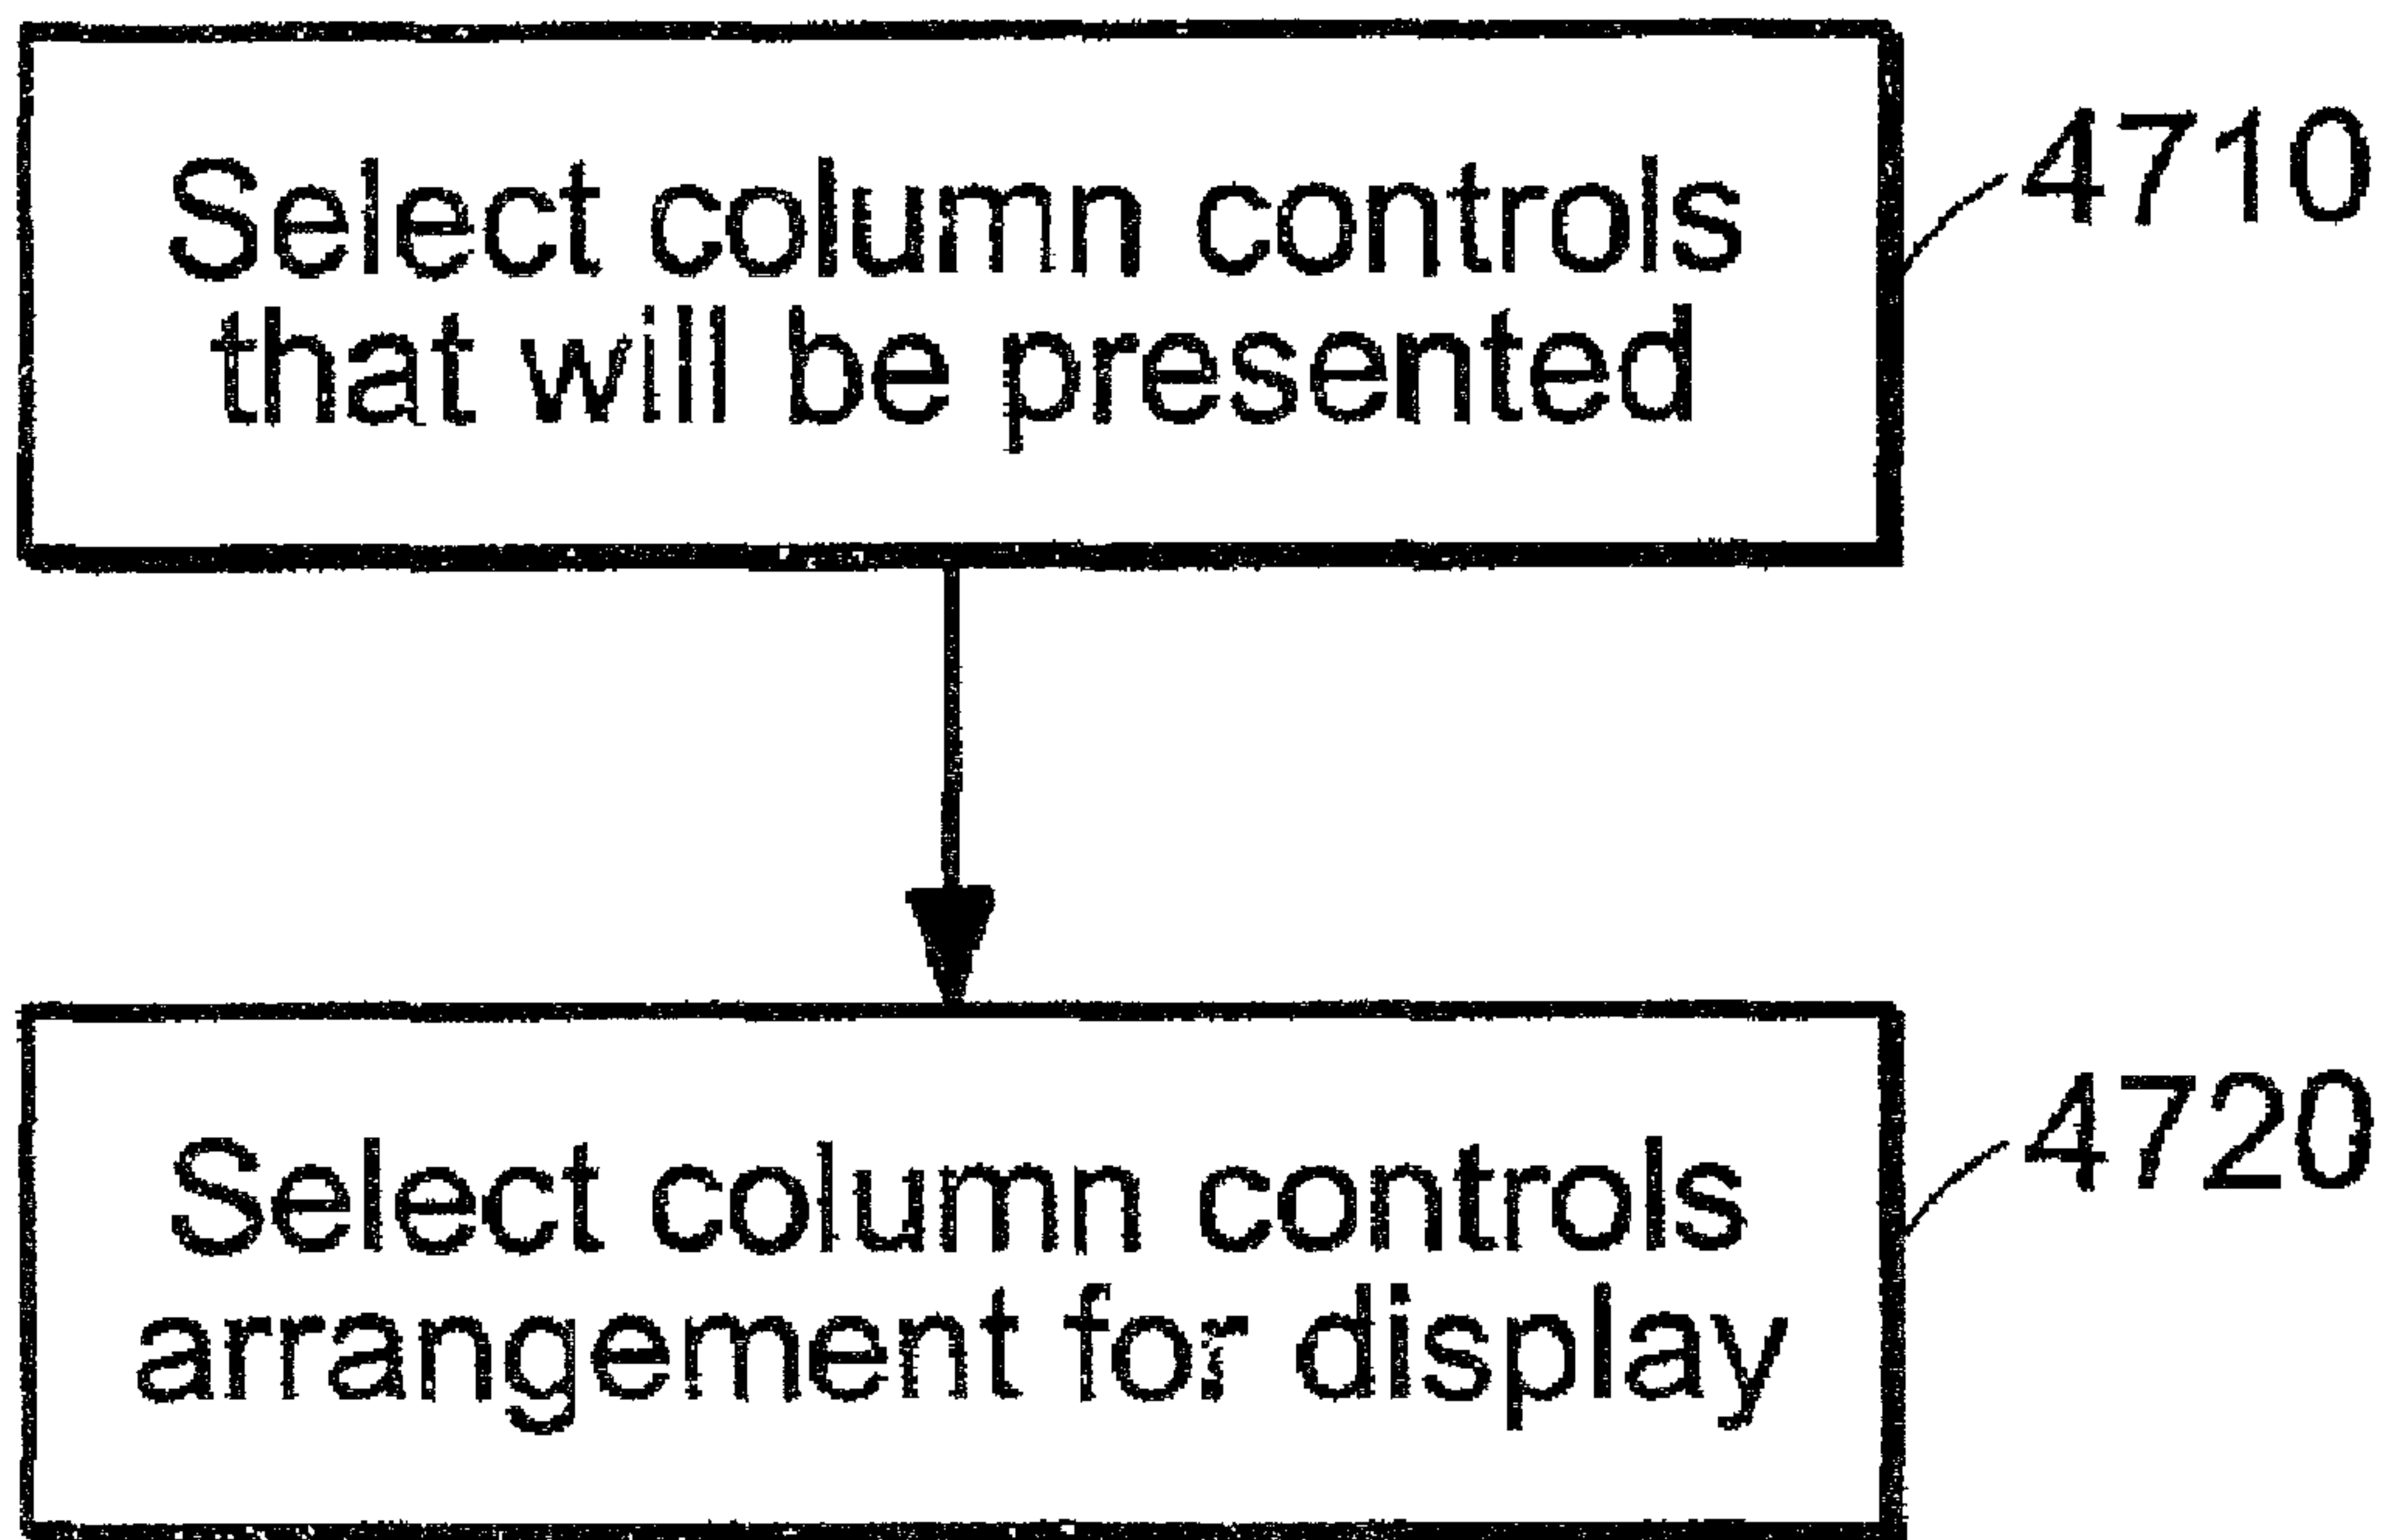 Select column controls
that will be presented
4710
Select column controls
arrangement for display
4720